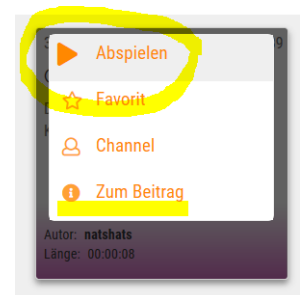 Abspielen
Favorit
Channel
Zum Beitrag
Autor: natshats
Länge: 00:00:08